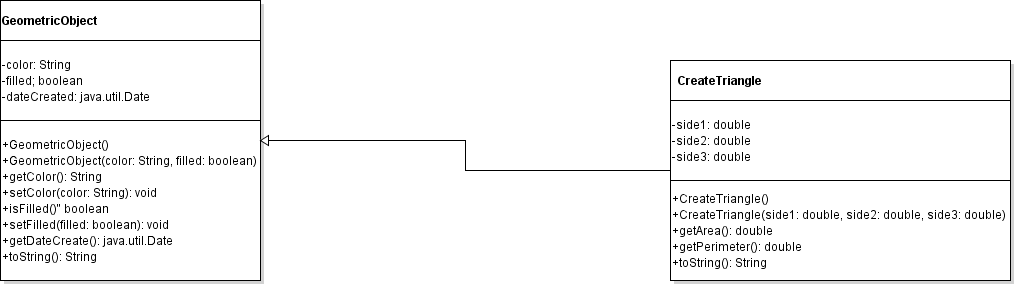 GeometricObject
-color: String
-filled; boolean
-dateCreated: java.util.Date
+GeometricObject()
+GeometricObject(color: String, filled: boolean)
+getColor(): String
+setColor(color: String): void
+isFilled()" boolean
+setFilled(filled: boolean): void
+getDateCreate(): java.util.Date
+toString(): String
CreateTriangle
-side1: double
-side2: double
-side3: double
+CreateTriangle()
+CreateTriangle(side1: double, side2: double, side3: double)
+getArea(): double
+getPerimeter(): double
+toString(): String